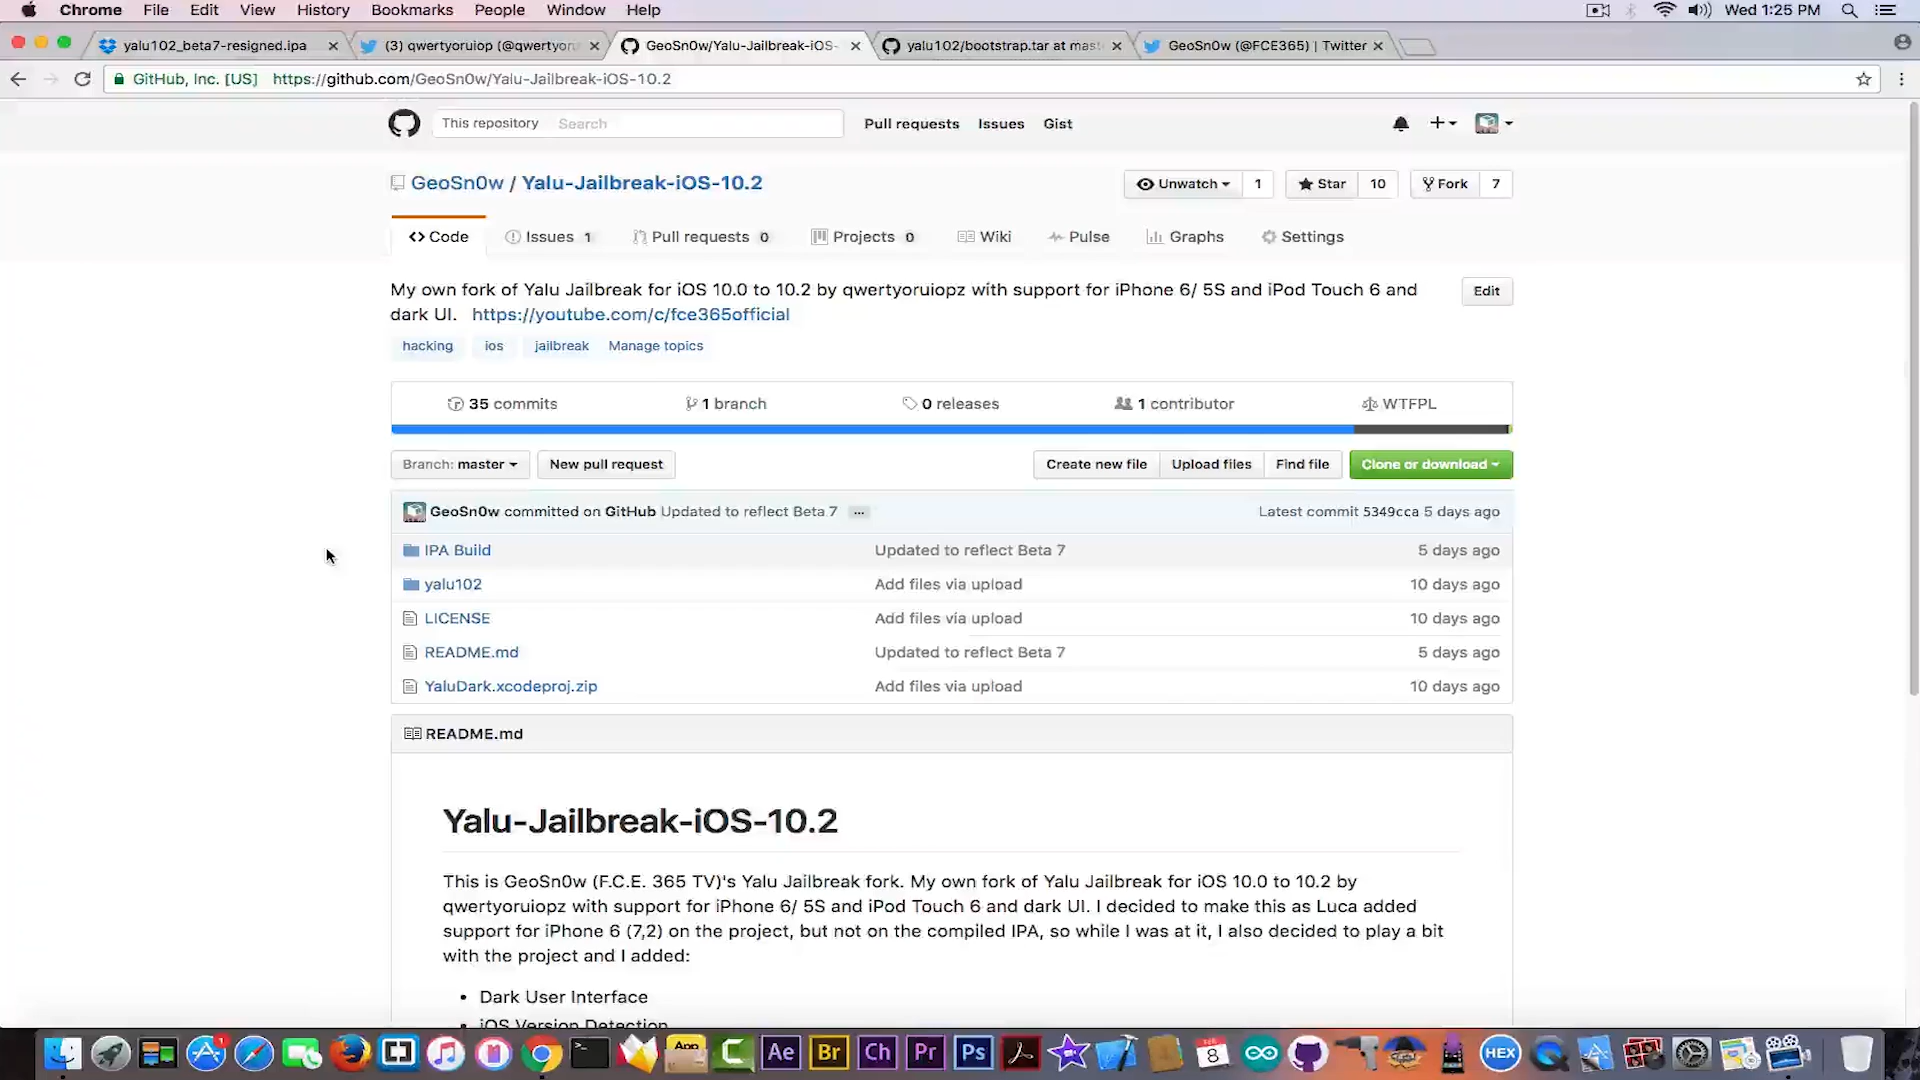 Chrome File Edit View History Bookmarks People Window Help Wed 1:25 PM
yalu102_beta7-resigned.ipa (3) qwertyoruiop (@qwertyor GeoSn0w/Yalu-Jailbreak-iOS- yalu102/bootstrap.tar at mast GeoSn0w (@FCE365) | Twitter
GitHub, Inc. [US] https://github.com/GeoSn0w/Yalu-Jailbreak-iOS-10.2
This repository Search Pull requests Issues Gist
GeoSn0w / Yalu-Jailbreak-iOS-10.2 Unwatch 1 Star 10 Fork 7
Code Issues 1 Pull requests 0 Projects 0 Wiki Pulse Graphs Settings
My own fork of Yalu Jailbreak for iOS 10.0 to 10.2 by qwertyoruiopz with support for iPhone 6/ 5S and iPod Touch 6 and Edit
dark UI. https://youtube.com/c/fce365official
hacking ios jailbreak Manage topics
35 commits 1 branch 0 releases 1 contributor WTFPL
Branch: master New pull request Create new file Upload files Find file Clone or download
GeoSn0w committed on GitHub Updated to reflect Beta 7 ... Latest commit 5349cca 5 days ago
IPA Build Updated to reflect Beta 7 5 days ago
yalu102 Add files via upload 10 days ago
LICENSE Add files via upload 10 days ago
README.md Updated to reflect Beta 7 5 days ago
YaluDark.xcodeproj.zip Add files via upload 10 days ago
README.md
Yalu-Jailbreak-iOS-10.2
This is GeoSn0w (F.C.E. 365 TV)'s Yalu Jailbreak fork. My own fork of Yalu Jailbreak for iOS 10.0 to 10.2 by
qwertyoruiopz with support for iPhone 6/ 5S and iPod Touch 6 and dark UI. I decided to make this as Luca added
support for iPhone 6 (7,2) on the project, but not on the compiled IPA, so while I was at it, I also decided to play a bit
with the project and I added:
• Dark User Interface
• iOS Version Detection
App Ae Br Ch Pr Ps 8 HEX